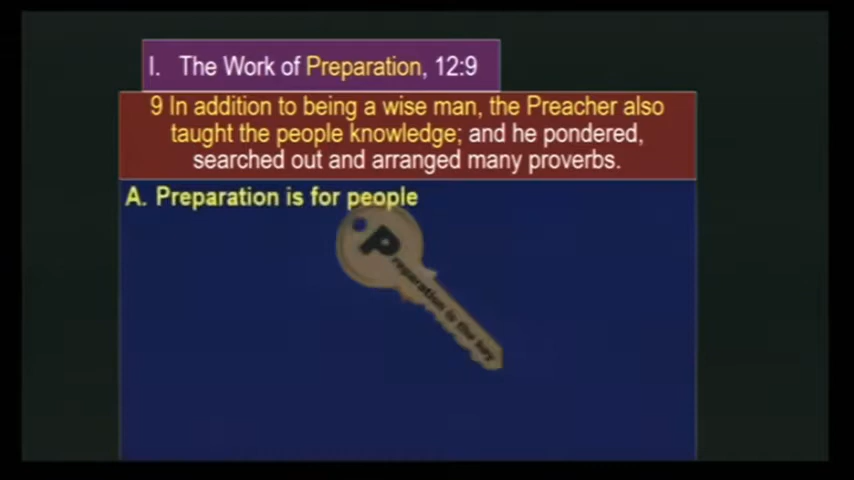 I. The Work of Preparation, 12:9
9 In addition to being a wise man, the Preacher also
taught the people knowledge; and he pondered,
searched out and arranged many proverbs.
A. Preparation is for people
Preparation is the key